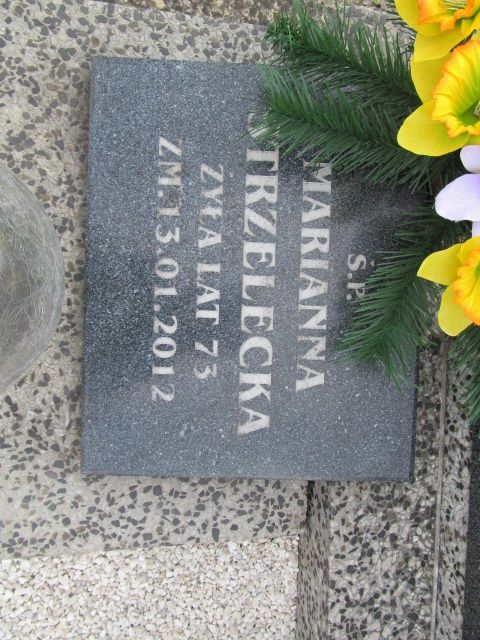 Ś.P.
MARIANNA
TRZELECKA
ŻYŁA LAT 73
ZM.13.01.2012